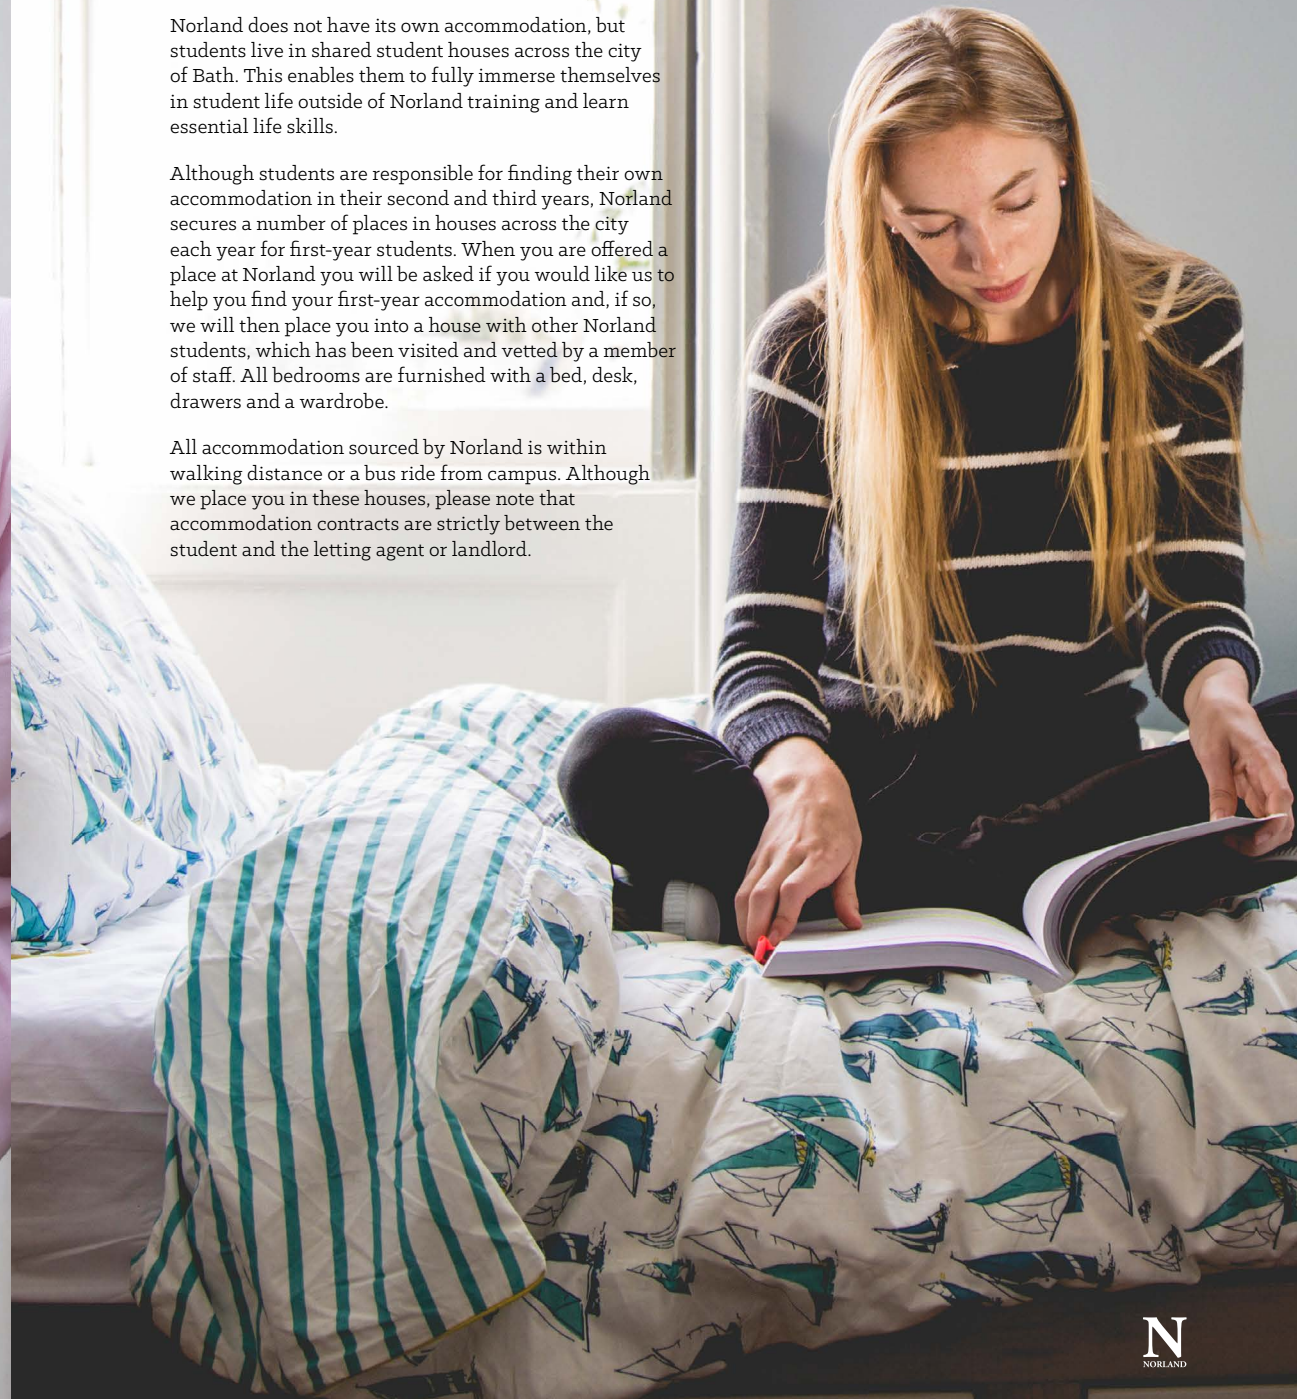 Norland does not have its own accommodation, but
students live in shared student houses across the city
of Bath. This enables them to fully immerse themselves
in student life outside of Norland training and learn
essential life skills.
Although students are responsible for finding their own
accommodation in their second and third years, Norland
secures a number of places in houses across the city
each year for first-year students. When you are offered a
place at Norland you will be asked if you would like us to
help you find your first-year accommodation and, if so,
we will then place you into a house with other Norland
students, which has been visited and vetted by a member
of staff. All bedrooms are furnished with a bed, desk,
drawers and a wardrobe.
All accommodation sourced by Norland is within
walking distance or a bus ride from campus. Although
we place you in these houses, please note that
accommodation contracts are strictly between the
student and the letting agent or landlord.
N
NORLAND